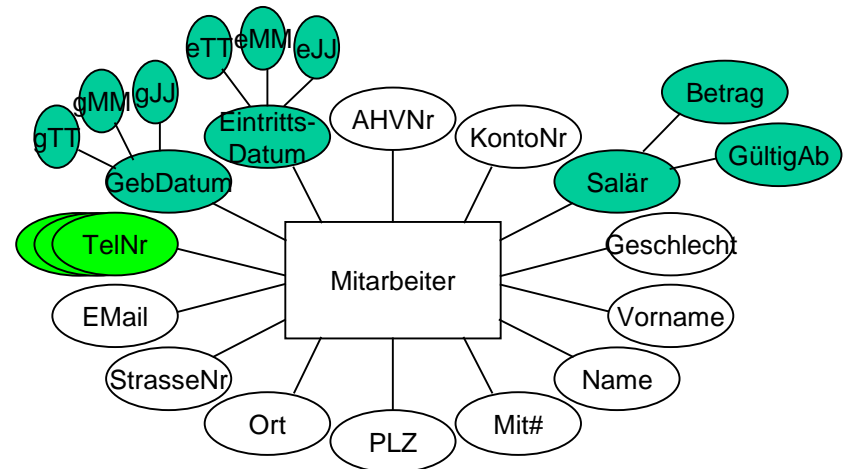 eTT
eMM
eJJ
gTT
gMM
gJJ
Eintritts-
Datum
AHVNr
KontoNr
Betrag
GültigAb
GebDatum
Salär
TelNr
Geschlecht
Mitarbeiter
EMail
Vorname
StrasseNr
Name
Ort
PLZ
Mit#